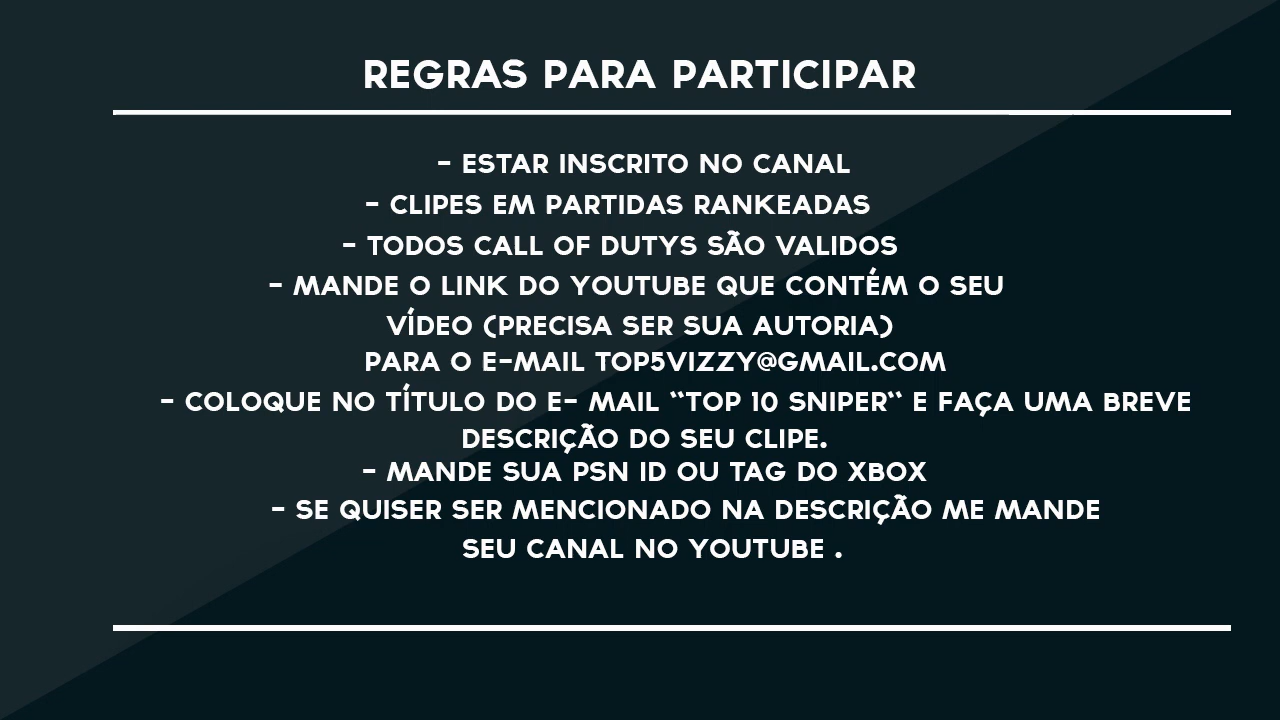 REGRAS PARA PARTICIPAR
- ESTAR INSCRITO NO CANAL
- CLIPES EM PARTIDAS RANKEADAS
- TODOS CALL OF DUTYS SÃO VALIDOS
- MANDE O LINK DO YOUTUBE QUE CONTÉM O SEU
VÍDEO (PRECISA SER SUA AUTORIA)
PARA O E-MAIL TOP5VIZZY@GMAIL.COM
- COLOQUE NO TÍTULO DO E- MAIL "TOP 10 SNIPER" E FAÇA UMA BREVE
DESCRIÇÃO DO SEU CLIPE.
- MANDE SUA PSN ID OU TAG DO XBOX
- SE QUISER SER MENCIONADO NA DESCRIÇÃO ME MANDE
SEU CANAL NO YOUTUBE .